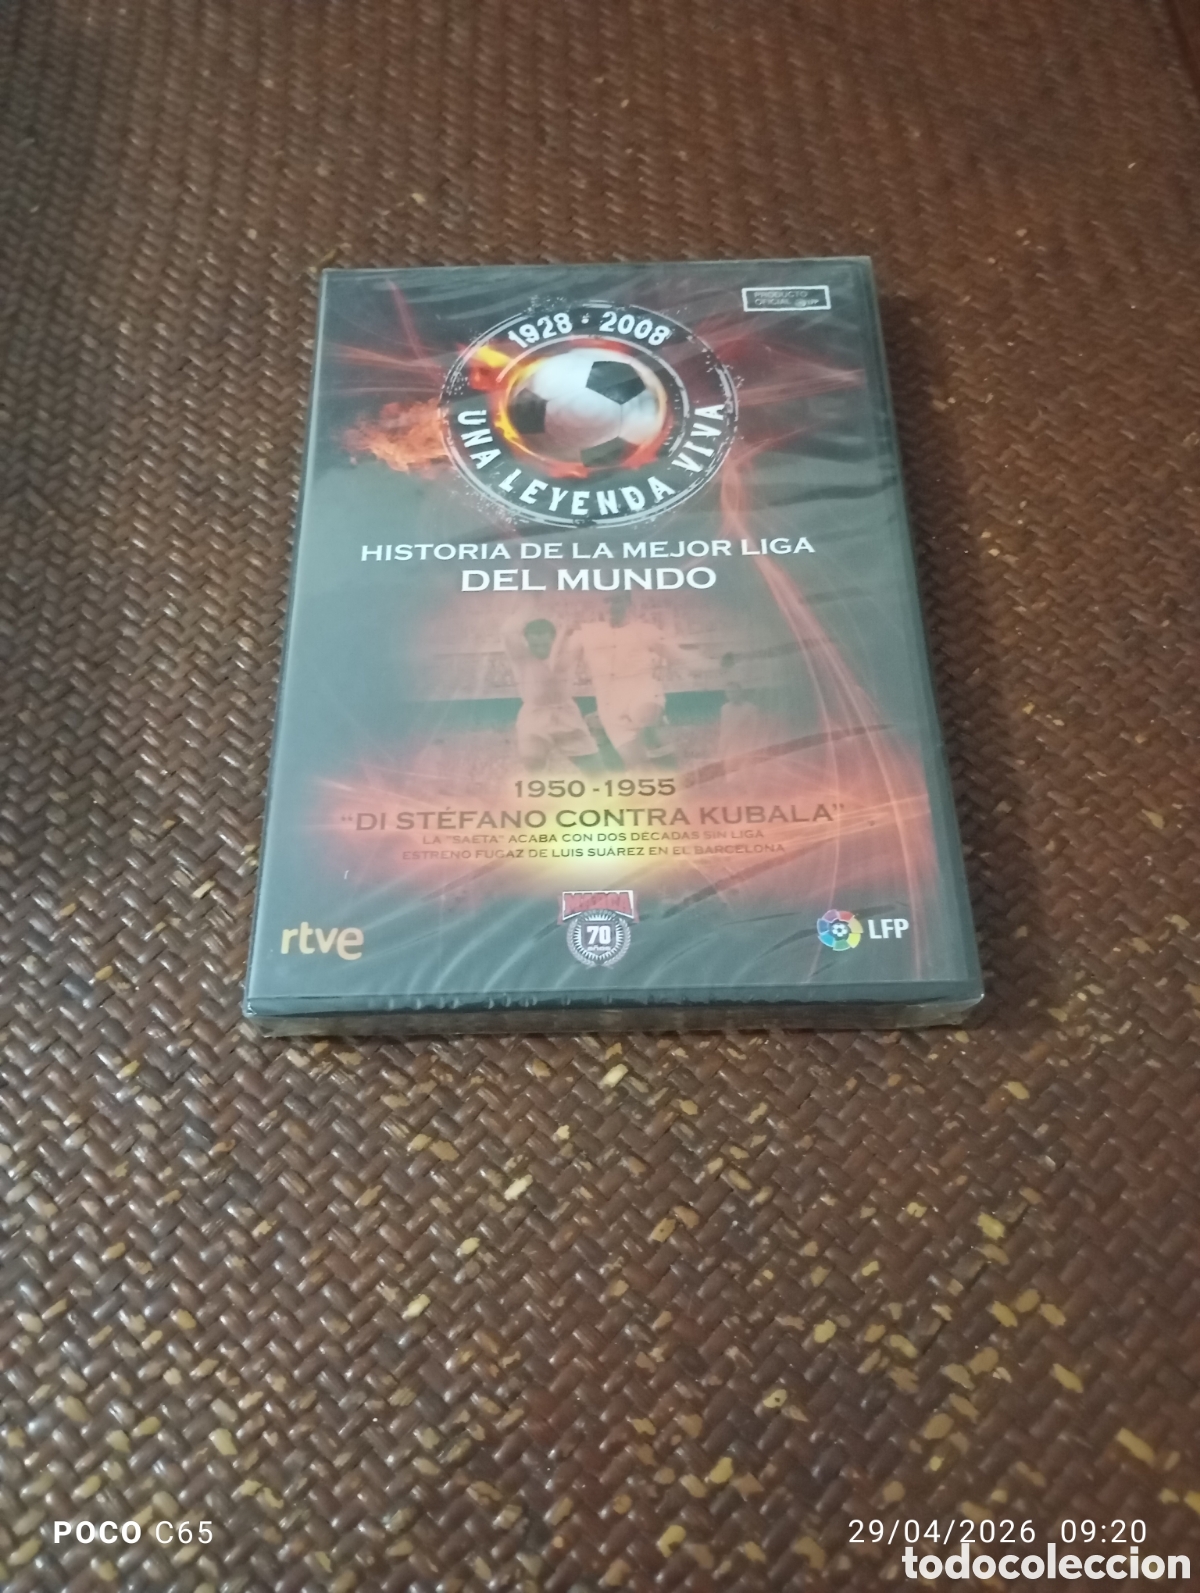 PRODUCTO
OFICIAL LFP
1928 · 2008
UNA LEYENDA VIVA
HISTORIA DE LA MEJOR LIGA
DEL MUNDO
1950 - 1955
"DI STÉFANO CONTRA KUBALA"
LA "SAETA" ACABA CON DOS DÉCADAS SIN LIGA
ESTRENO FUGAZ DE LUIS SUÁREZ EN EL BARCELONA
rtve
MARCA
70
AÑOS
LFP
POCO C65
29/04/2026 09:20
todocoleccion